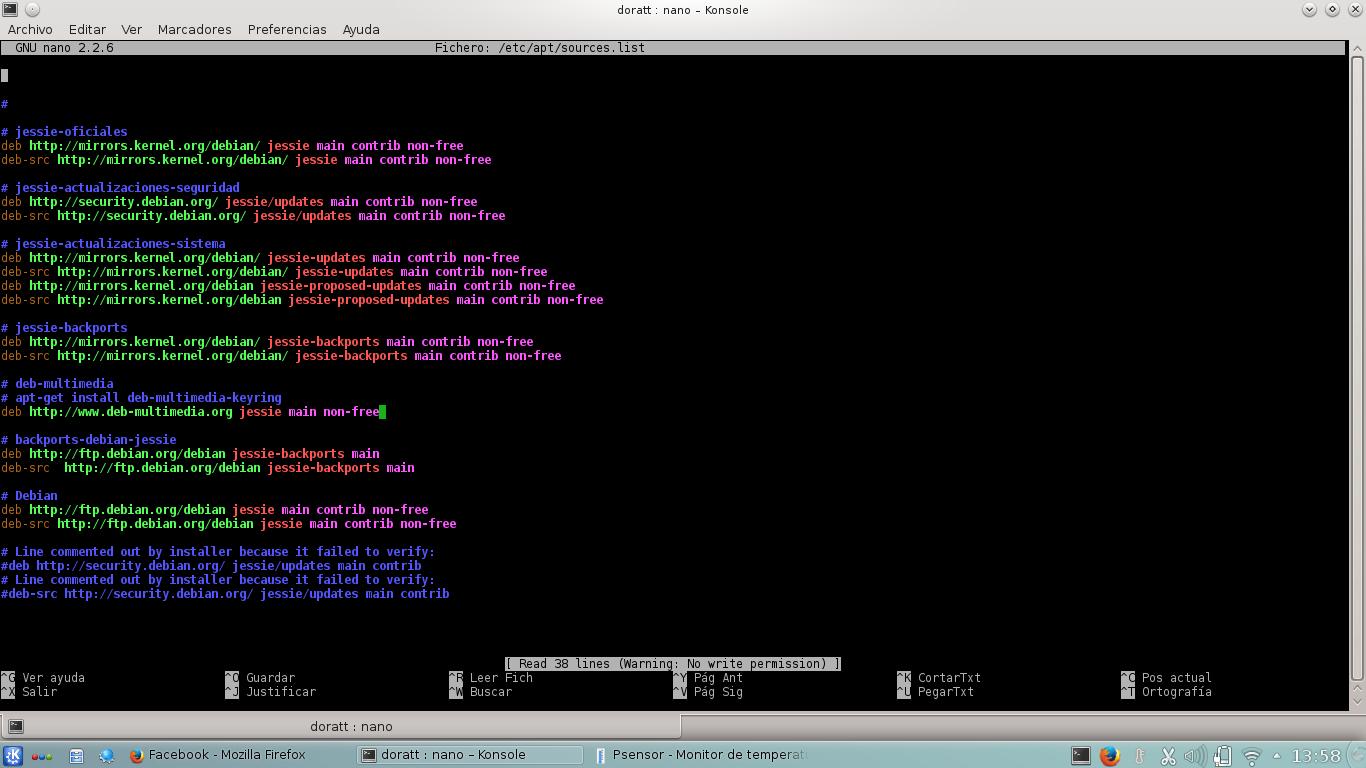 doratt : nano – Konsole
Archivo Editar Ver Marcadores Preferencias Ayuda
GNU nano 2.2.6 Fichero: /etc/apt/sources.list
#
# jessie-oficiales
deb http://mirrors.kernel.org/debian/ jessie main contrib non-free
deb-src http://mirrors.kernel.org/debian/ jessie main contrib non-free
# jessie-actualizaciones-seguridad
deb http://security.debian.org/ jessie/updates main contrib non-free
deb-src http://security.debian.org/ jessie/updates main contrib non-free
# jessie-actualizaciones-sistema
deb http://mirrors.kernel.org/debian/ jessie-updates main contrib non-free
deb-src http://mirrors.kernel.org/debian/ jessie-updates main contrib non-free
deb http://mirrors.kernel.org/debian jessie-proposed-updates main contrib non-free
deb-src http://mirrors.kernel.org/debian jessie-proposed-updates main contrib non-free
# jessie-backports
deb http://mirrors.kernel.org/debian/ jessie-backports main contrib non-free
deb-src http://mirrors.kernel.org/debian/ jessie-backports main contrib non-free
# deb-multimedia
# apt-get install deb-multimedia-keyring
deb http://www.deb-multimedia.org jessie main non-free
# backports-debian-jessie
deb http://ftp.debian.org/debian jessie-backports main
deb-src  http://ftp.debian.org/debian jessie-backports main
# Debian
deb http://ftp.debian.org/debian jessie main contrib non-free
deb-src http://ftp.debian.org/debian jessie main contrib non-free
# Line commented out by installer because it failed to verify:
#deb http://security.debian.org/ jessie/updates main contrib
# Line commented out by installer because it failed to verify:
#deb-src http://security.debian.org/ jessie/updates main contrib
[ Read 38 lines (Warning: No write permission) ]
^G Ver ayuda ^O Guardar ^R Leer Fich ^Y Pág Ant ^K CortarTxt ^C Pos actual
^X Salir ^J Justificar ^W Buscar ^V Pág Sig ^U PegarTxt ^T Ortografía
doratt : nano
Facebook - Mozilla Firefox doratt : nano – Konsole Psensor - Monitor de temperat 13:58